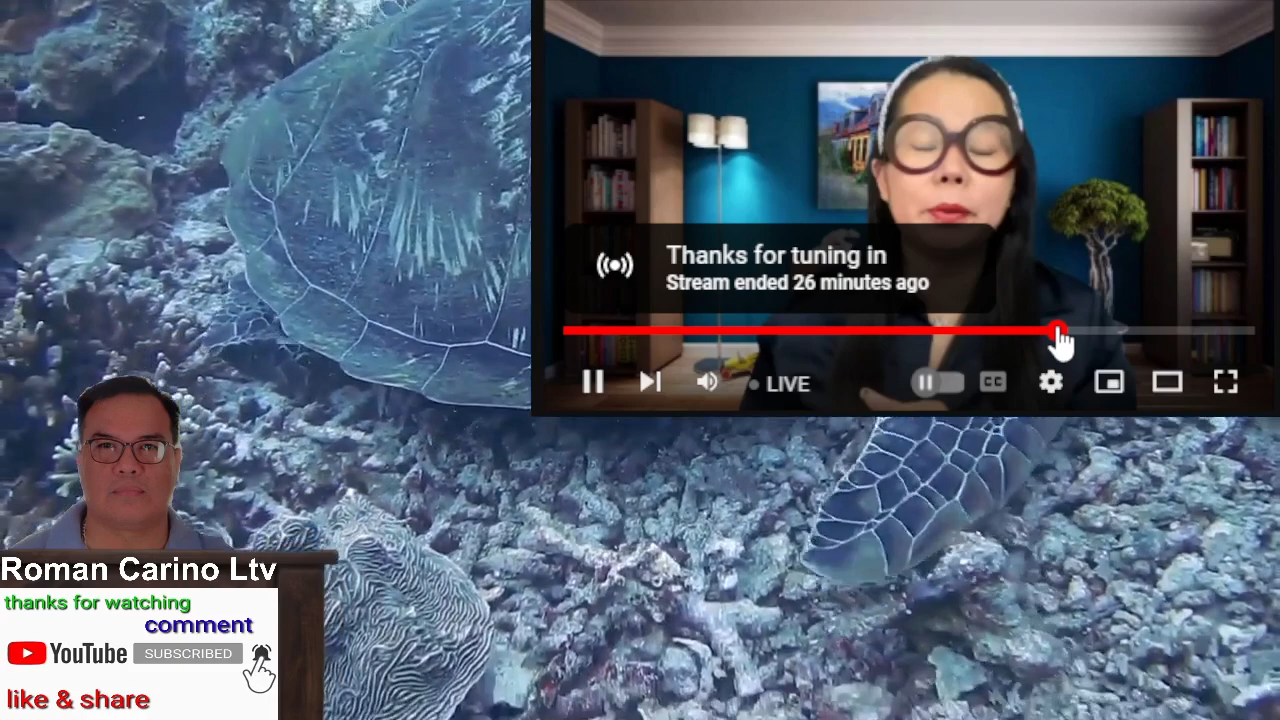 Thanks for tuning in
Stream ended 26 minutes ago
LIVE
CC
Roman Carino Ltv
thanks for watching
comment
YouTube SUBSCRIBED
like & share